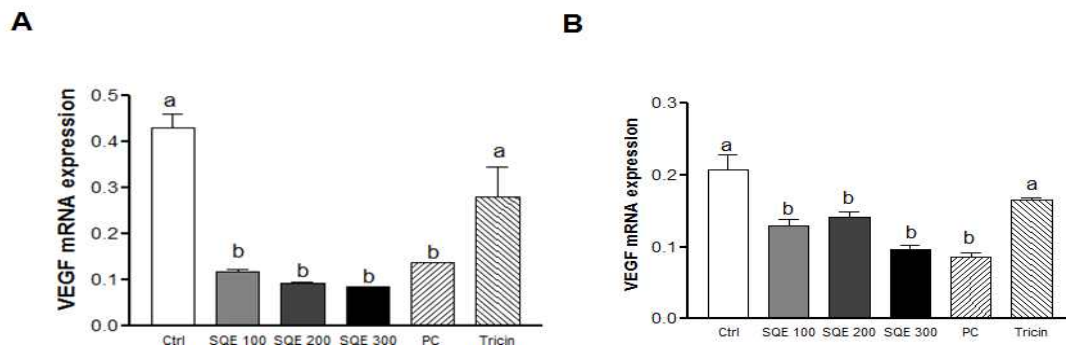 A
VEGF mRNA expression
0.5
0.4
0.3
0.2
0.1
0.0
a
b
b
b
b
a
Ctrl
SQE 100
SQE 200
SQE 300
PC
Tricin
B
VEGF mRNA expression
0.3
0.2
0.1
0.0
a
b
b
b
b
a
Ctrl
SQE 100
SQE 200
SQE 300
PC
Tricin